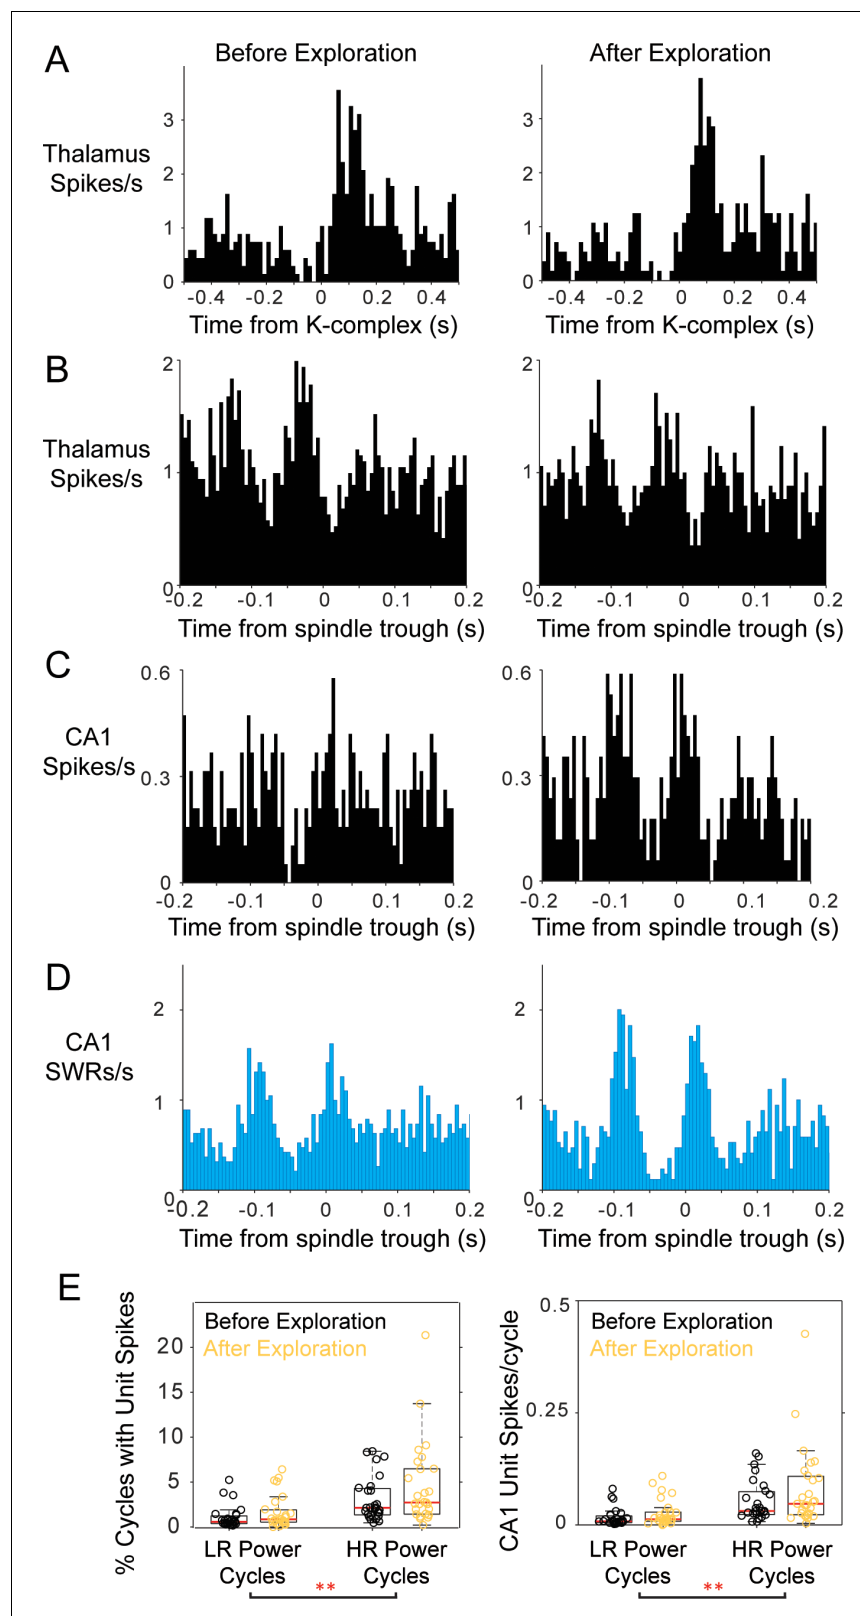 A
Before Exploration
After Exploration
Thalamus
Spikes/s
3
2
1
0
-0.4
-0.2
0
0.2
0.4
Time from K-complex (s)
3
2
1
0
-0.4
-0.2
0
0.2
0.4
Time from K-complex (s)
B
Thalamus
Spikes/s
2
1
0
-0.2
-0.1
0
0.1
0.2
Time from spindle trough (s)
2
1
0
-0.2
-0.1
0
0.1
0.2
Time from spindle trough (s)
C
CA1
Spikes/s
0.6
0.3
0
-0.2
-0.1
0
0.1
0.2
Time from spindle trough (s)
0.6
0.3
0
-0.2
-0.1
0
0.1
0.2
Time from spindle trough (s)
D
CA1
SWRs/s
2
1
0
-0.2
-0.1
0
0.1
0.2
Time from spindle trough (s)
2
1
0
-0.2
-0.1
0
0.1
0.2
Time from spindle trough (s)
E
% Cycles with Unit Spikes
20
15
10
5
0
Before Exploration
After Exploration
LR Power
Cycles
HR Power
Cycles
**
CA1 Unit Spikes/cycle
0.5
0.25
0
Before Exploration
After Exploration
LR Power
Cycles
HR Power
Cycles
**